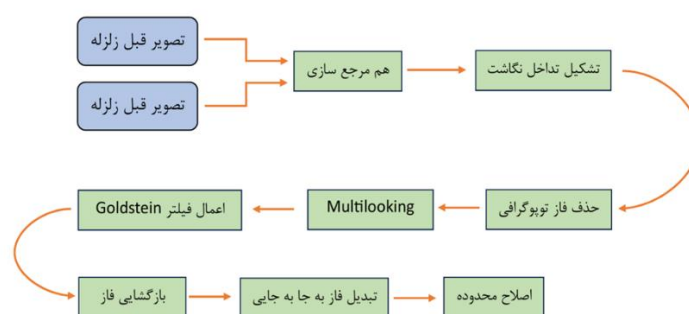 تصویر قبل زلزله
تصویر قبل زلزله
هم مرجع سازی
تشکیل تداخل نگاشت
حذف فاز توپوگرافی
Multilooking
اعمال فیلتر Goldstein
بازگشایی فاز
تبدیل فاز به جا به جایی
اصلاح محدوده